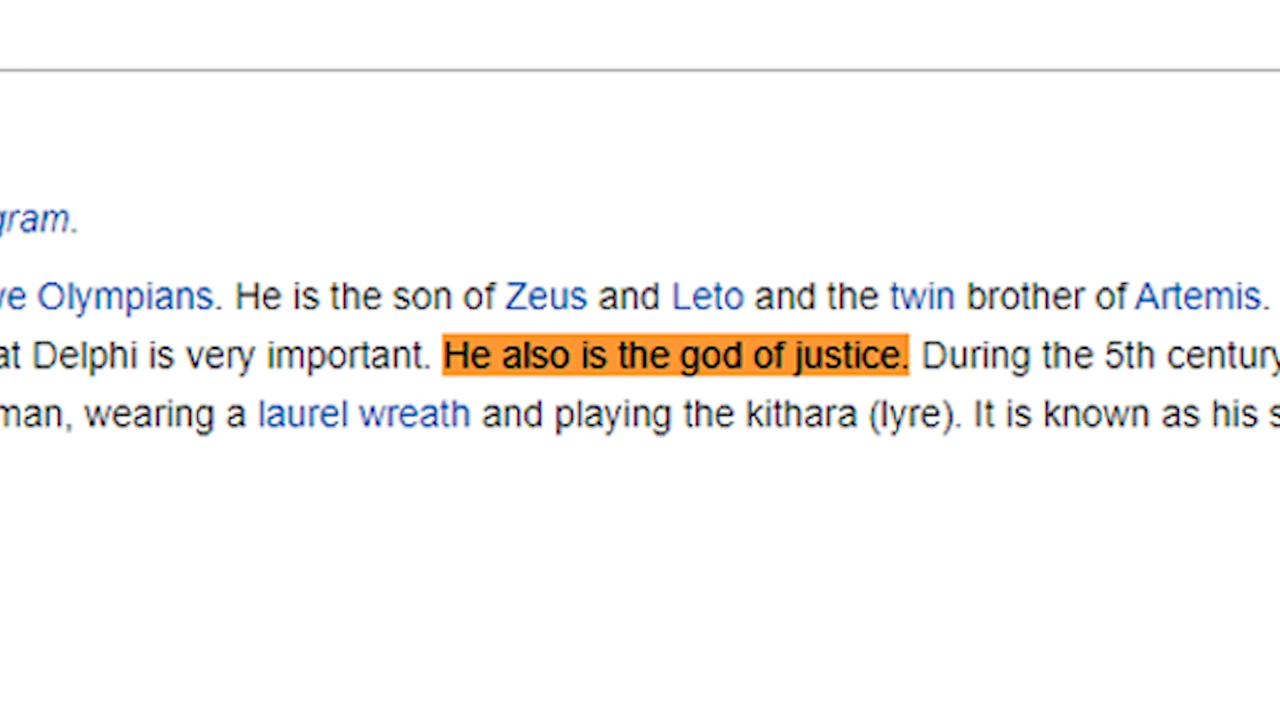 gram.
ve Olympians. He is the son of Zeus and Leto and the twin brother of Artemis.
at Delphi is very important. He also is the god of justice. During the 5th century
man, wearing a laurel wreath and playing the kithara (lyre). It is known as his s